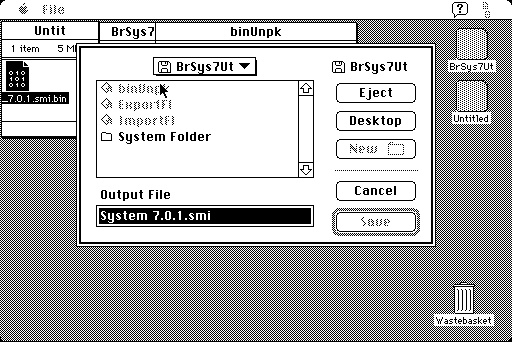 File
Untit
BrSys7
binUnpk
1 item
5 M
_7.0.1.smi.bin
BrSys7Ut
binUnpk
ExportFl
ImportFl
System Folder
Output File
System 7.0.1.smi
BrSys7Ut
Eject
Desktop
New
Cancel
Save
BrSys7Ut
Untitled
Wastebasket